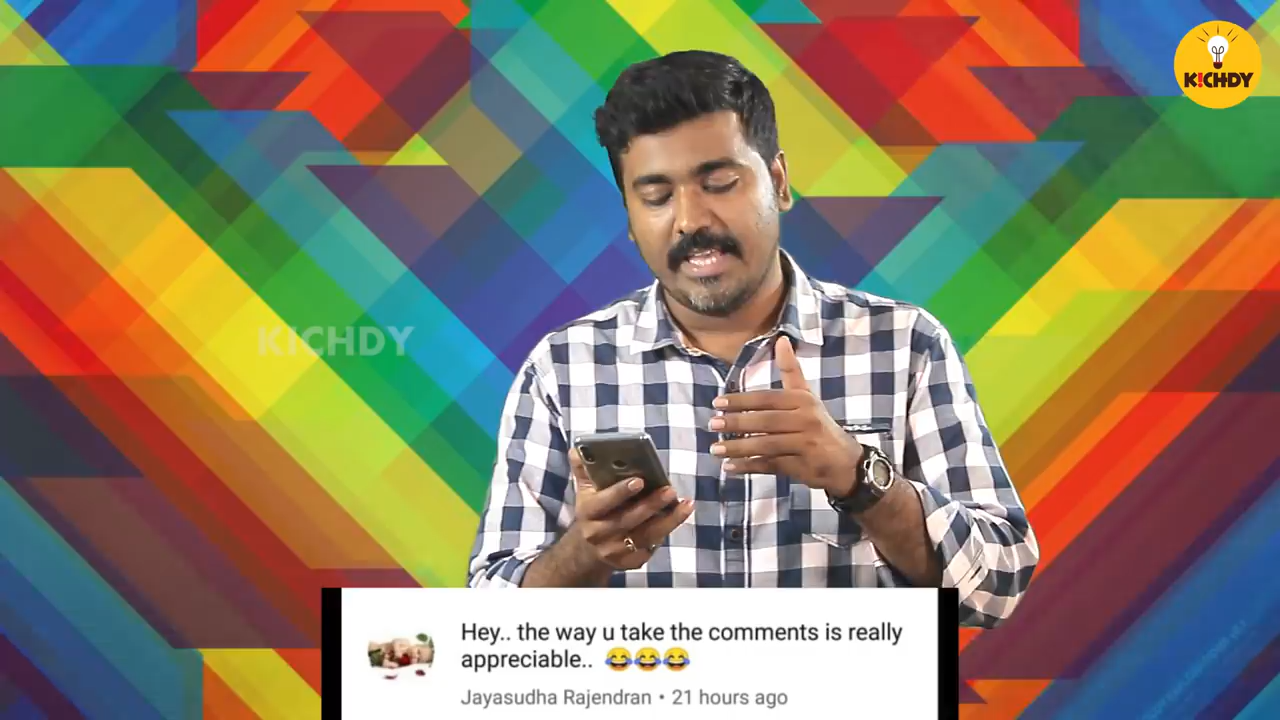 K!CHDY
KICHDY
Hey.. the way u take the comments is really
appreciable.. 😂😂😂
Jayasudha Rajendran • 21 hours ago